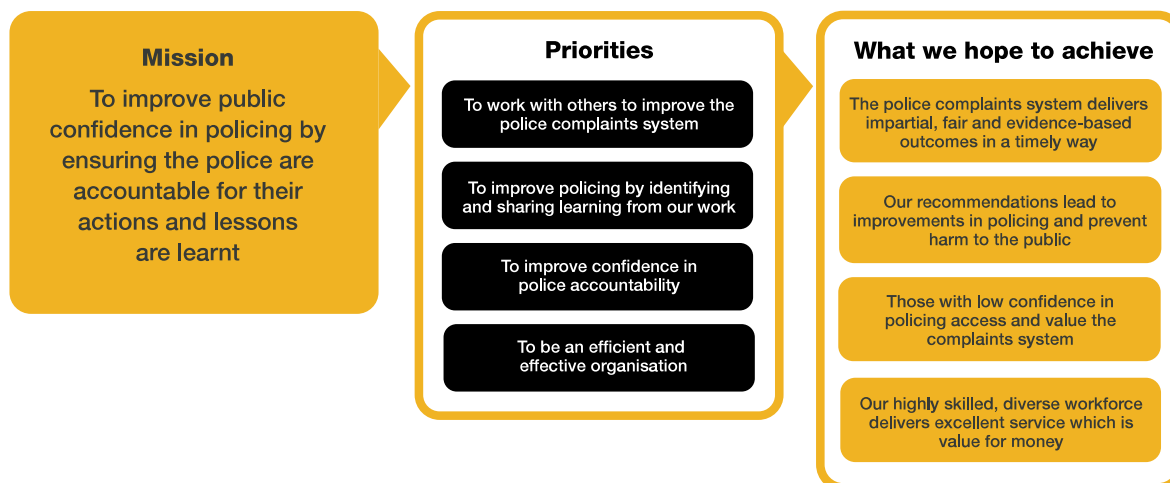 Mission
To improve public
confidence in policing by
ensuring the police are
accountable for their
actions and lessons
are learnt
Priorities
To work with others to improve the
police complaints system
To improve policing by identifying
and sharing learning from our work
To improve confidence in
police accountability
To be an efficient and
effective organisation
What we hope to achieve
The police complaints system delivers
impartial, fair and evidence-based
outcomes in a timely way
Our recommendations lead to
improvements in policing and prevent
harm to the public
Those with low confidence in
policing access and value the
complaints system
Our highly skilled, diverse workforce
delivers excellent service which is
value for money